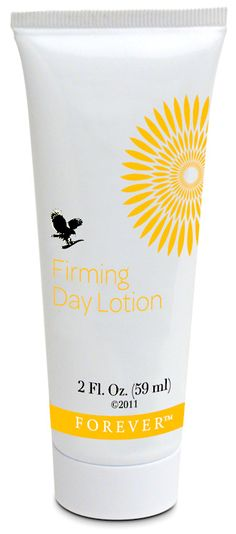 Firming
Day Lotion
2 Fl. Oz. (59 ml)
©2011
FOREVER™